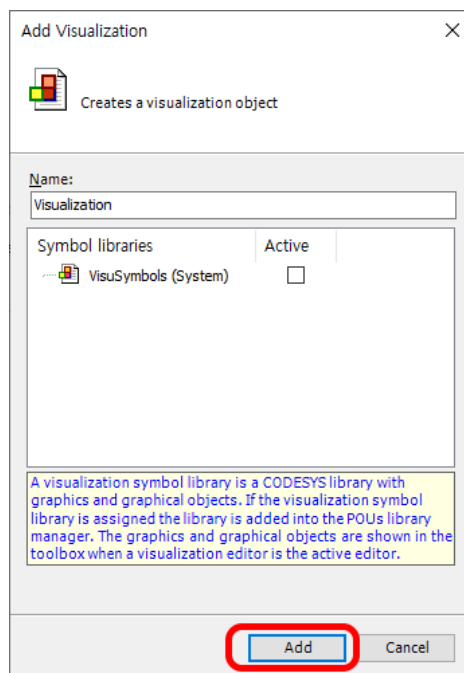 Add Visualization
Creates a visualization object
Name:
Visualization
Symbol libraries Active
VisuSymbols (System)
A visualization symbol library is a CODESYS library with
graphics and graphical objects. If the visualization symbol
library is assigned the library is added into the POUs library
manager. The graphics and graphical objects are shown in the
toolbox when a visualization editor is the active editor.
Add Cancel